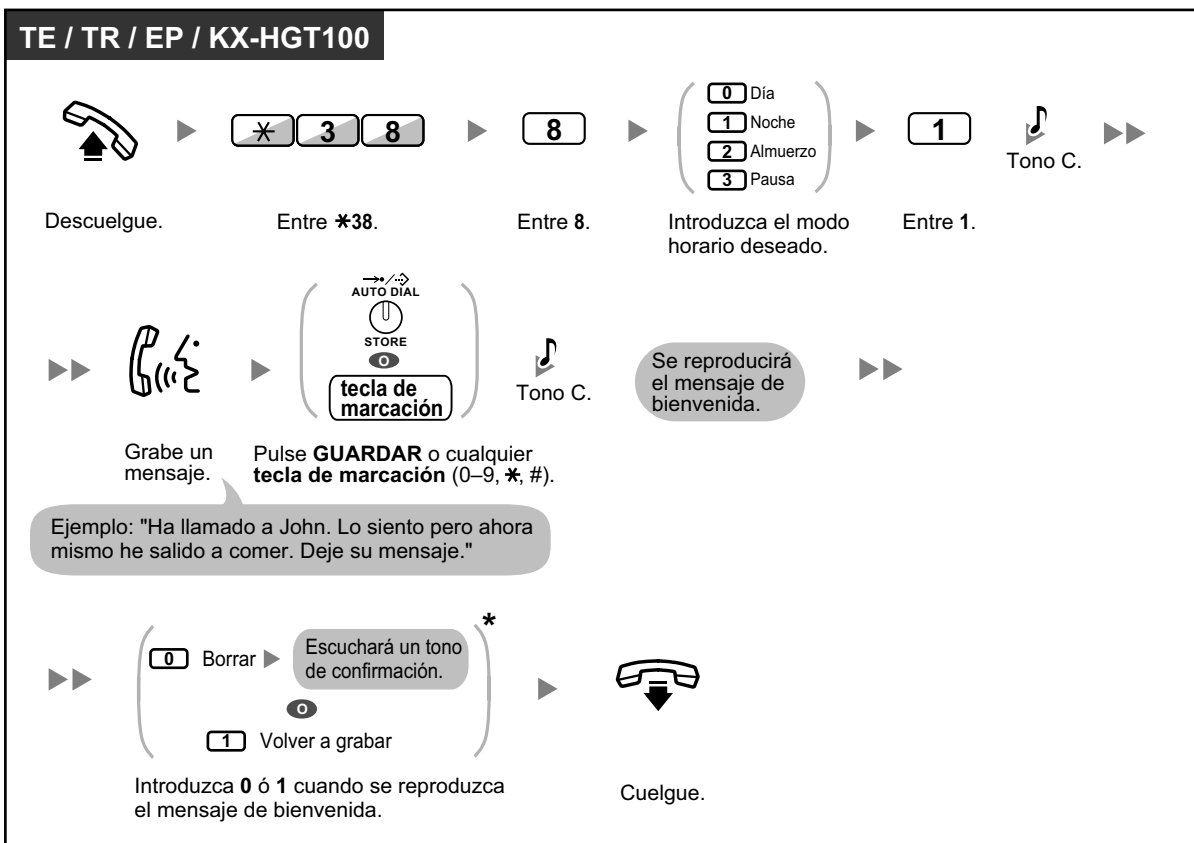 TE / TR / EP / KX-HGT100
0 Día
1 Noche
2 Almuerzo
3 Pausa
* 3 8
8
1
Tono C.
Descuelgue.
Entre *38.
Entre 8.
Introduzca el modo
horario deseado.
Entre 1.
AUTO DIAL
STORE
O
tecla de
marcación
Tono C.
Se reproducirá
el mensaje de
bienvenida.
Grabe un
mensaje.
Pulse GUARDAR o cualquier
tecla de marcación (0–9, *, #).
Ejemplo: "Ha llamado a John. Lo siento pero ahora
mismo he salido a comer. Deje su mensaje."
*
0 Borrar
Escuchará un tono
de confirmación.
O
1 Volver a grabar
Introduzca 0 ó 1 cuando se reproduzca
el mensaje de bienvenida.
Cuelgue.